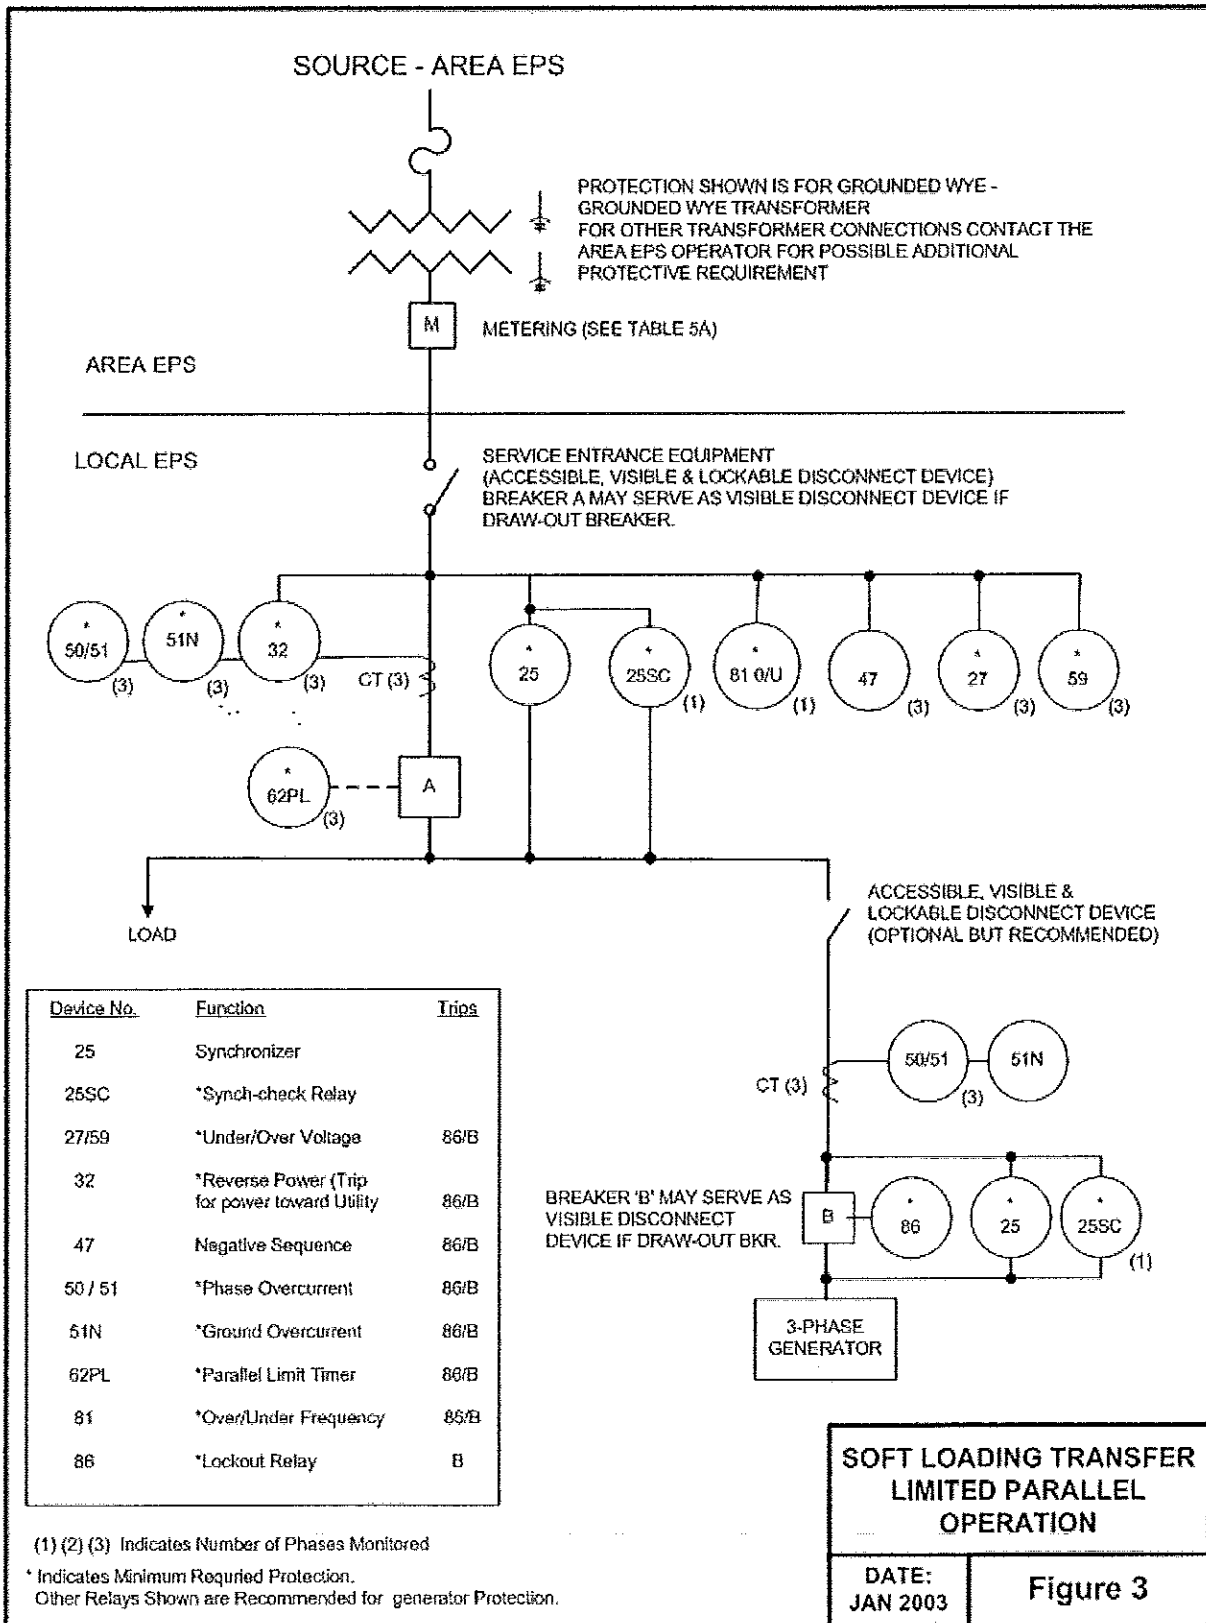 SOURCE - AREA EPS
PROTECTION SHOWN IS FOR GROUNDED WYE -
GROUNDED WYE TRANSFORMER
FOR OTHER TRANSFORMER CONNECTIONS CONTACT THE
AREA EPS OPERATOR FOR POSSIBLE ADDITIONAL
PROTECTIVE REQUIREMENT
M
METERING (SEE TABLE 5A)
AREA EPS
LOCAL EPS
SERVICE ENTRANCE EQUIPMENT
(ACCESSIBLE, VISIBLE & LOCKABLE DISCONNECT DEVICE)
BREAKER A MAY SERVE AS VISIBLE DISCONNECT DEVICE IF
DRAW-OUT BREAKER.
* 50/51 (3)
* 51N (3)
* 32 (3)
CT (3)
* 25
* 25SC (1)
* 81 0/U (1)
47 (3)
* 27 (3)
* 59 (3)
* 62PL (3)
A
LOAD
ACCESSIBLE, VISIBLE &
LOCKABLE DISCONNECT DEVICE
(OPTIONAL BUT RECOMMENDED)
CT (3)
50/51 (3)
51N
BREAKER 'B' MAY SERVE AS
VISIBLE DISCONNECT
DEVICE IF DRAW-OUT BKR.
B
* 86
* 25
* 25SC (1)
3-PHASE
GENERATOR
Device No. Function Trips
25 Synchronizer
25SC *Synch-check Relay
27/59 *Under/Over Voltage 86/B
32 *Reverse Power (Trip
for power toward Utility 86/B
47 Negative Sequence 86/B
50 / 51 *Phase Overcurrent 86/B
51N *Ground Overcurrent 86/B
62PL *Parallel Limit Timer 86/B
81 *Over/Under Frequency 86/B
86 *Lockout Relay B
(1) (2) (3) Indicates Number of Phases Monitored
* Indicates Minimum Requried Protection.
Other Relays Shown are Recommended for generator Protection.
SOFT LOADING TRANSFER
LIMITED PARALLEL
OPERATION
DATE:
JAN 2003
Figure 3